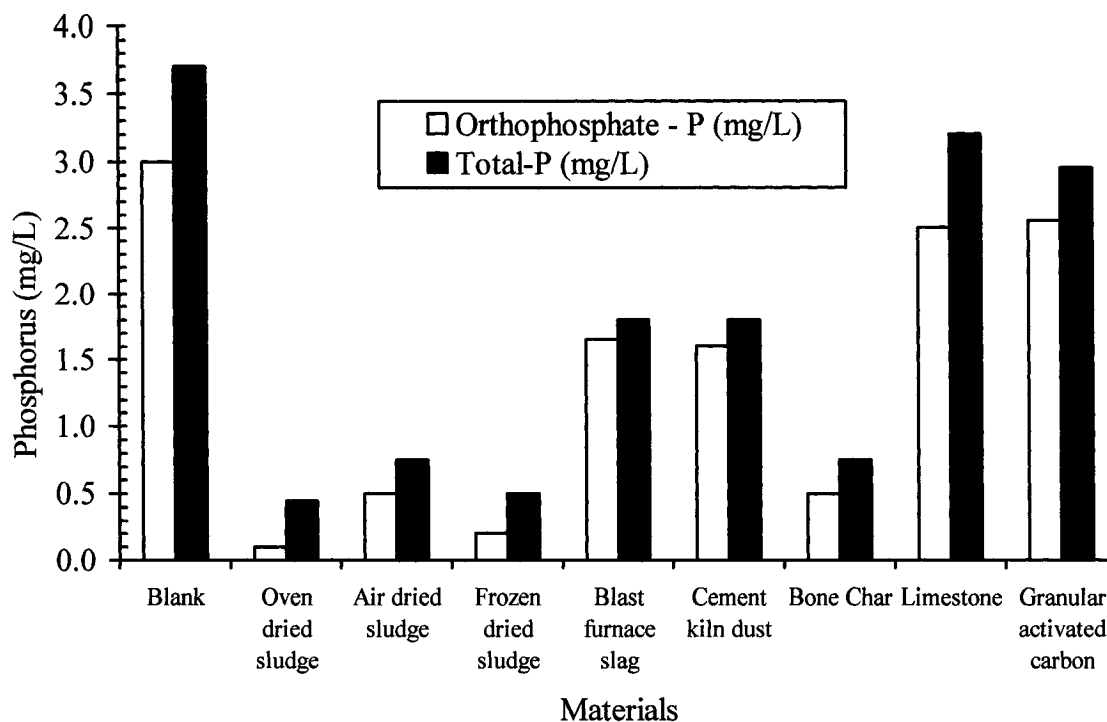 4.0
3.5
3.0
2.5
2.0
1.5
1.0
0.5
0.0
Phosphorus (mg/L)
Orthophosphate - P (mg/L)
Total-P (mg/L)
Blank
Oven
dried
sludge
Air dried
sludge
Frozen
dried
sludge
Blast
furnace
slag
Cement
kiln dust
Bone Char
Limestone
Granular
activated
carbon
Materials